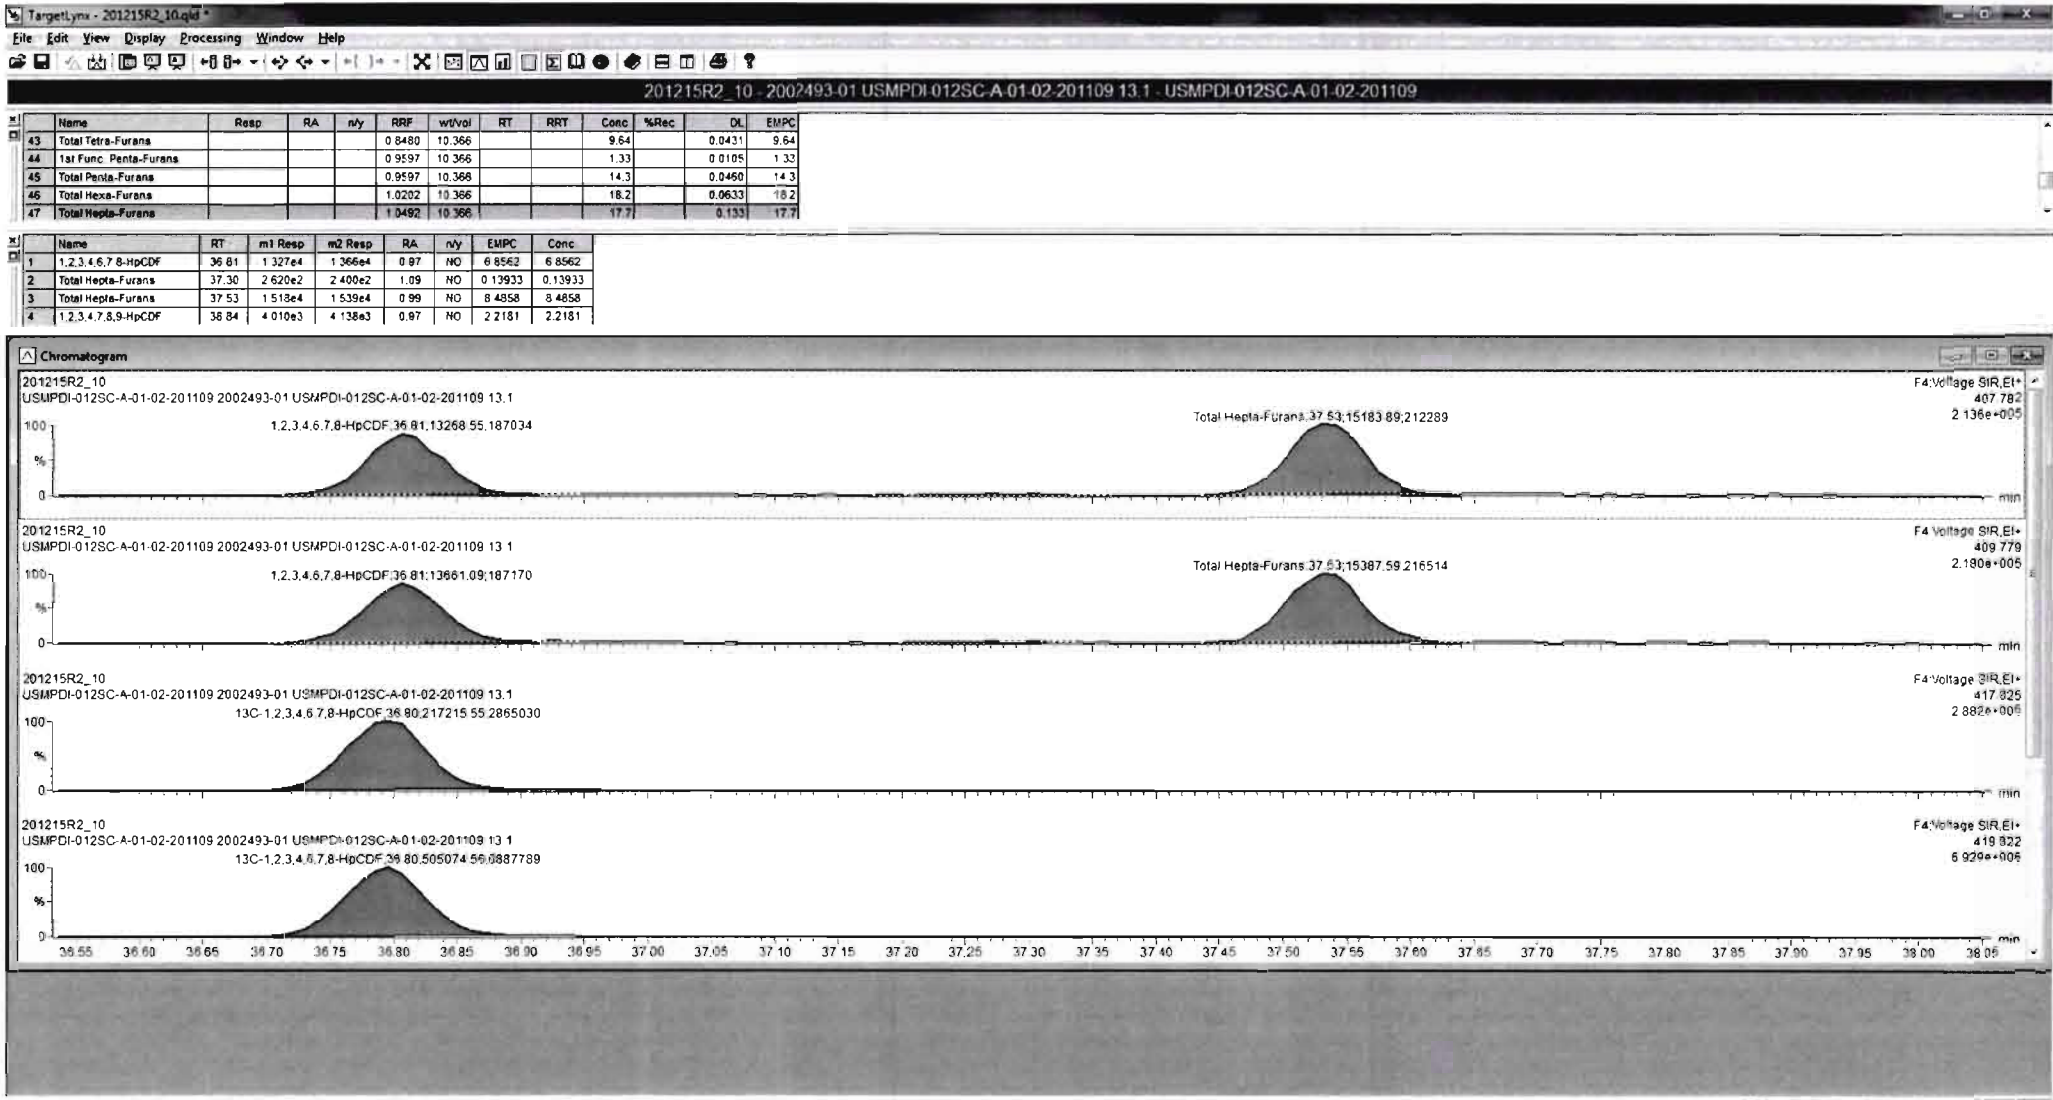 TargetLynx - 201215R2_10.qld *
File Edit View Display Processing Window Help
201215R2_10 - 2002493-01 USMPDI-012SC-A-01-02-201109 13.1 - USMPDI-012SC-A-01-02-201109
Name Resp RA n/y RRF wt/vol RT RRT Conc %Rec DL EMPC
43 Total Tetra-Furans 0.8480 10.366 9.64 0.0431 9.64
44 1st Func. Penta-Furans 0.9597 10.366 1.33 0.0105 1.33
45 Total Penta-Furans 0.9597 10.366 14.3 0.0460 14.3
46 Total Hexa-Furans 1.0202 10.366 18.2 0.0633 18.2
47 Total Hepta-Furans 1.0492 10.366 17.7 0.133 17.7
Name RT m1 Resp m2 Resp RA n/y EMPC Conc
1 1,2,3,4,6,7,8-HpCDF 36.81 1.327e4 1.366e4 0.97 NO 6.8562 6.8562
2 Total Hepta-Furans 37.30 2.620e2 2.400e2 1.09 NO 0.13933 0.13933
3 Total Hepta-Furans 37.53 1.518e4 1.539e4 0.99 NO 8.4858 8.4858
4 1,2,3,4,7,8,9-HpCDF 38.84 4.010e3 4.138e3 0.97 NO 2.2181 2.2181
Chromatogram
201215R2_10 F4:Voltage SIR,EI+
USMPDI-012SC-A-01-02-201109 2002493-01 USMPDI-012SC-A-01-02-201109 13.1 407.782
2.136e+005
1,2,3,4,6,7,8-HpCDF;36.81;13268.55;187034 Total Hepta-Furans;37.53;15183.89;212289
100
%
0 min
201215R2_10 F4:Voltage SIR,EI+
USMPDI-012SC-A-01-02-201109 2002493-01 USMPDI-012SC-A-01-02-201109 13.1 409.779
2.180e+005
1,2,3,4,6,7,8-HpCDF;36.81;13661.09;187170 Total Hepta-Furans;37.53;15387.59;216514
100
%
0 min
201215R2_10 F4:Voltage SIR,EI+
USMPDI-012SC-A-01-02-201109 2002493-01 USMPDI-012SC-A-01-02-201109 13.1 417.825
2.882e+006
13C-1,2,3,4,6,7,8-HpCDF;36.80;217215.55;2865030
100
%
0 min
201215R2_10 F4:Voltage SIR,EI+
USMPDI-012SC-A-01-02-201109 2002493-01 USMPDI-012SC-A-01-02-201109 13.1 419.822
6.929e+006
13C-1,2,3,4,6,7,8-HpCDF;36.80;505074.56;6887789
100
%
0 min
36.55 36.60 36.65 36.70 36.75 36.80 36.85 36.90 36.95 37.00 37.05 37.10 37.15 37.20 37.25 37.30 37.35 37.40 37.45 37.50 37.55 37.60 37.65 37.70 37.75 37.80 37.85 37.90 37.95 38.00 38.05